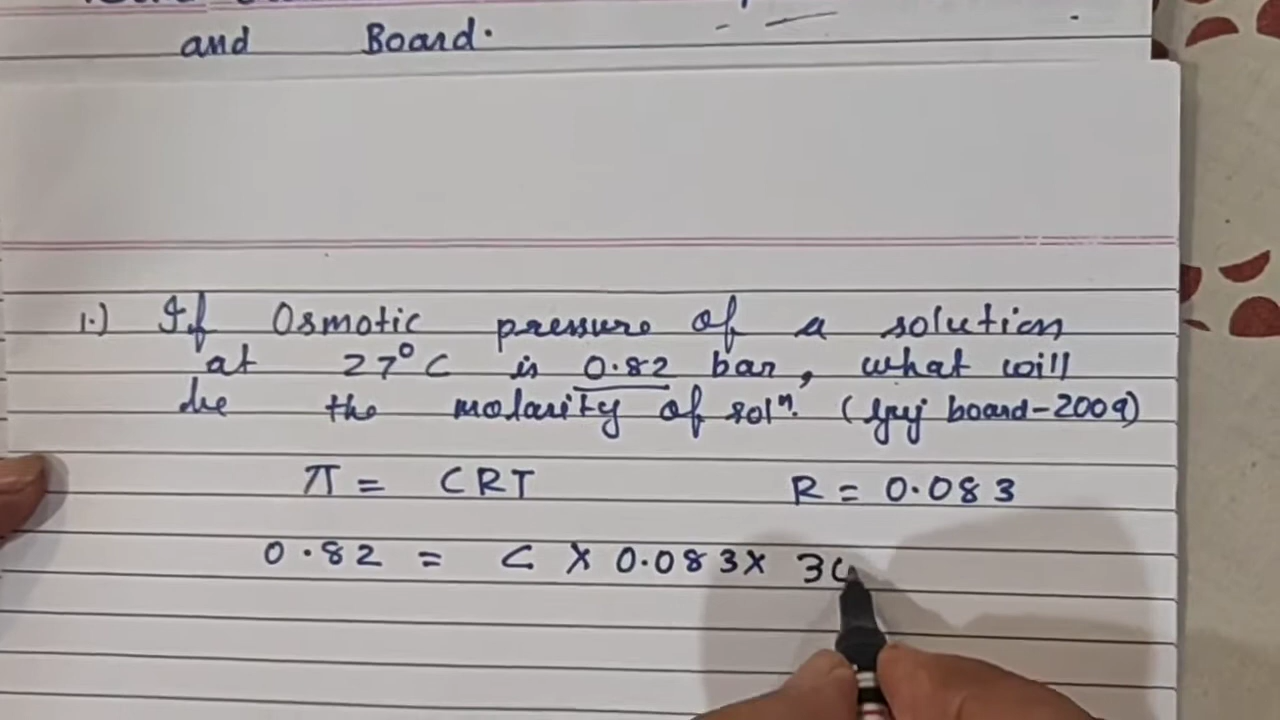 and Board.
1.) If Osmotic pressure of a solution
at 27°C is 0.82 bar, what will
be the molarity of solⁿ. (Guj board-2009)
π = CRT R = 0.083
0.82 = C × 0.083 × 30